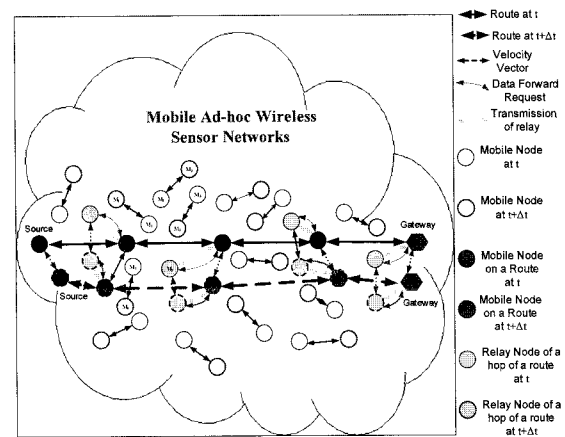 Mobile Ad-hoc Wireless
Sensor Networks
Source
Source
Gateway
Gateway
Route at t
Route at t+Δt
Velocity
Vector
Data Forward
Request
Transmission
of relay
Mobile Node
at t
Mobile Node
at t+Δt
Mobile Node
on a Route
at t
Mobile Node
on a Route
at t+Δt
Relay Node of a
hop of a route
at t
Relay Node of a
hop of a route
at t+Δt